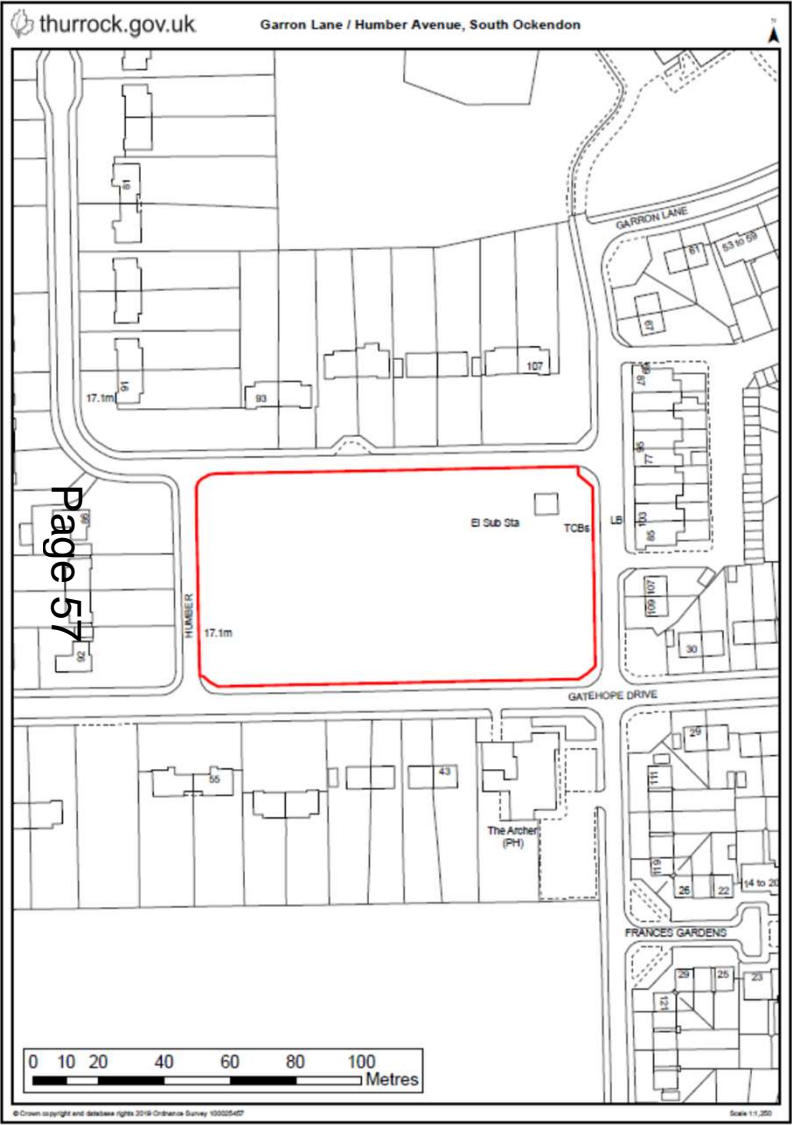 thurrock.gov.uk
Garron Lane / Humber Avenue, South Ockendon
N
81
GARRON LANE
61
53 to 59
67
91
17.1m
93
107
89
87
95
77
El Sub Sta
TCBs
LB
103
85
Page 57
86
HUMBER
17.1m
92
107
109
30
GATEHOPE DRIVE
29
55
43
111
The Archer
(PH)
119
26
22
14 to 20
FRANCES GARDENS
29
25
23
121
0 10 20 40 60 80 100
Metres
© Crown copyright and database rights 2019 Ordnance Survey 100025457
Scale 1:1,250